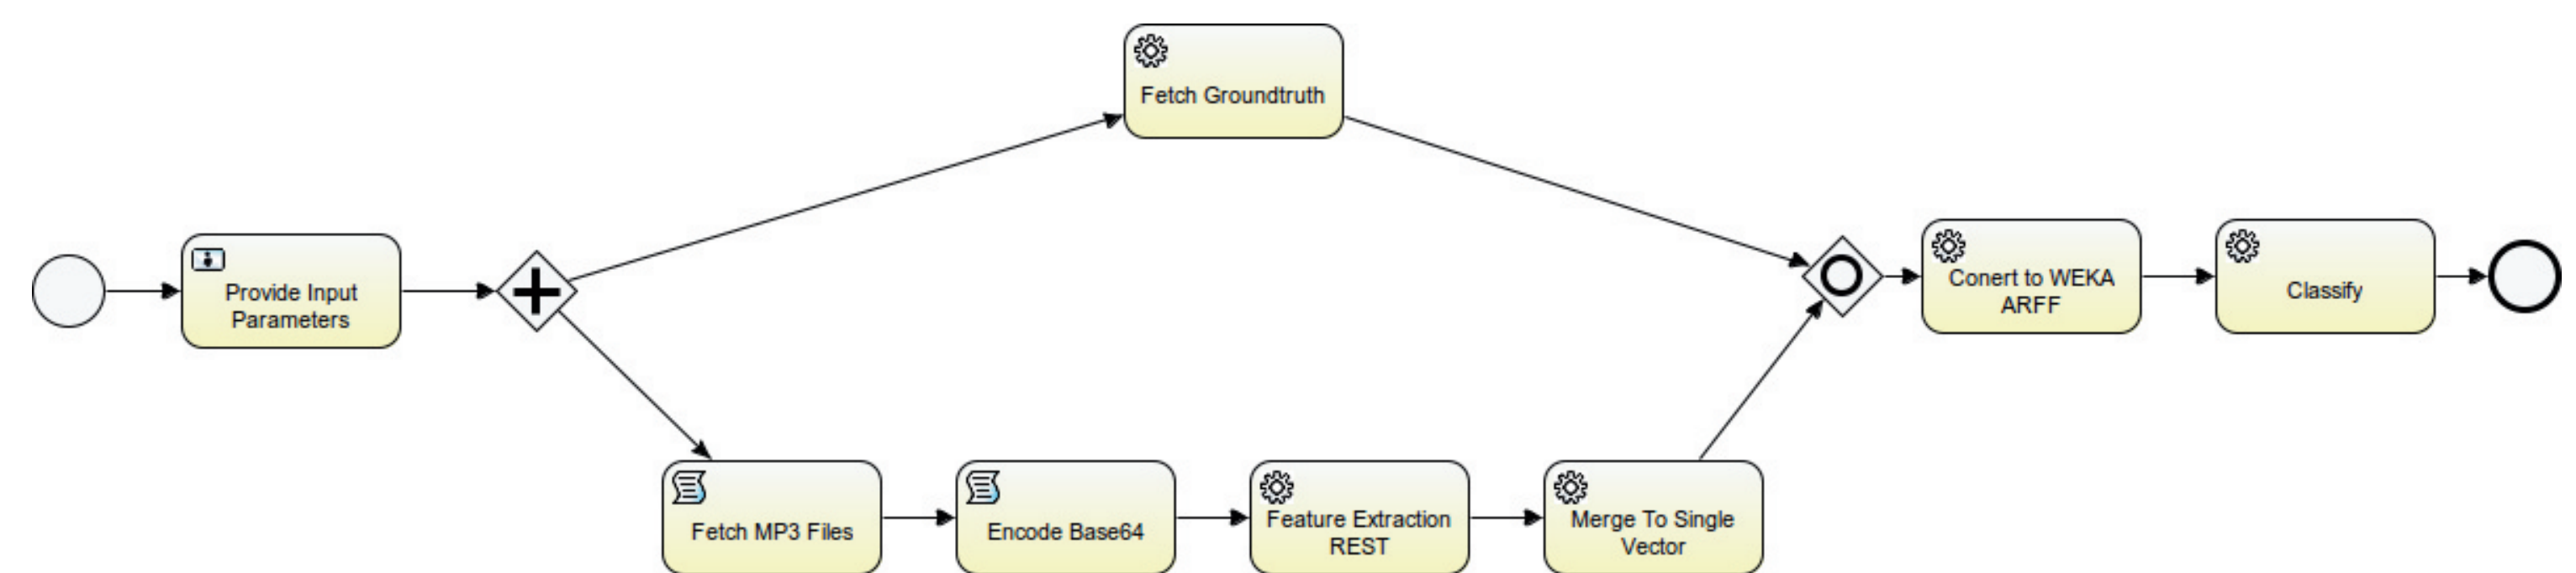 Fetch Groundtruth
Provide Input
Parameters
Conert to WEKA
ARFF
Classify
Fetch MP3 Files
Encode Base64
Feature Extraction
REST
Merge To Single
Vector